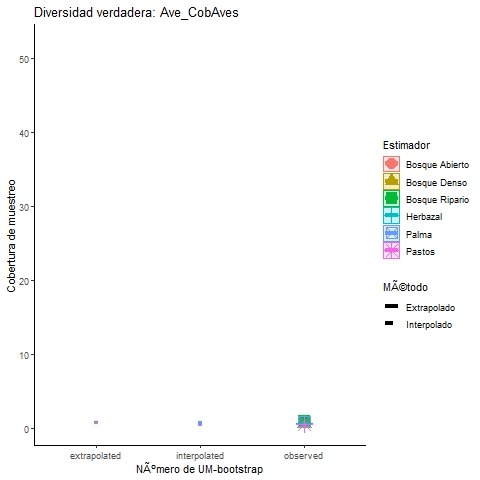 Diversidad verdadera: Ave_CobAves
Cobertura de muestreo
50
40
30
20
10
0
extrapolated
interpolated
observed
NÃºmero de UM-bootstrap
Estimador
Bosque Abierto
Bosque Denso
Bosque Ripario
Herbazal
Palma
Pastos
MÃ©todo
Extrapolado
Interpolado